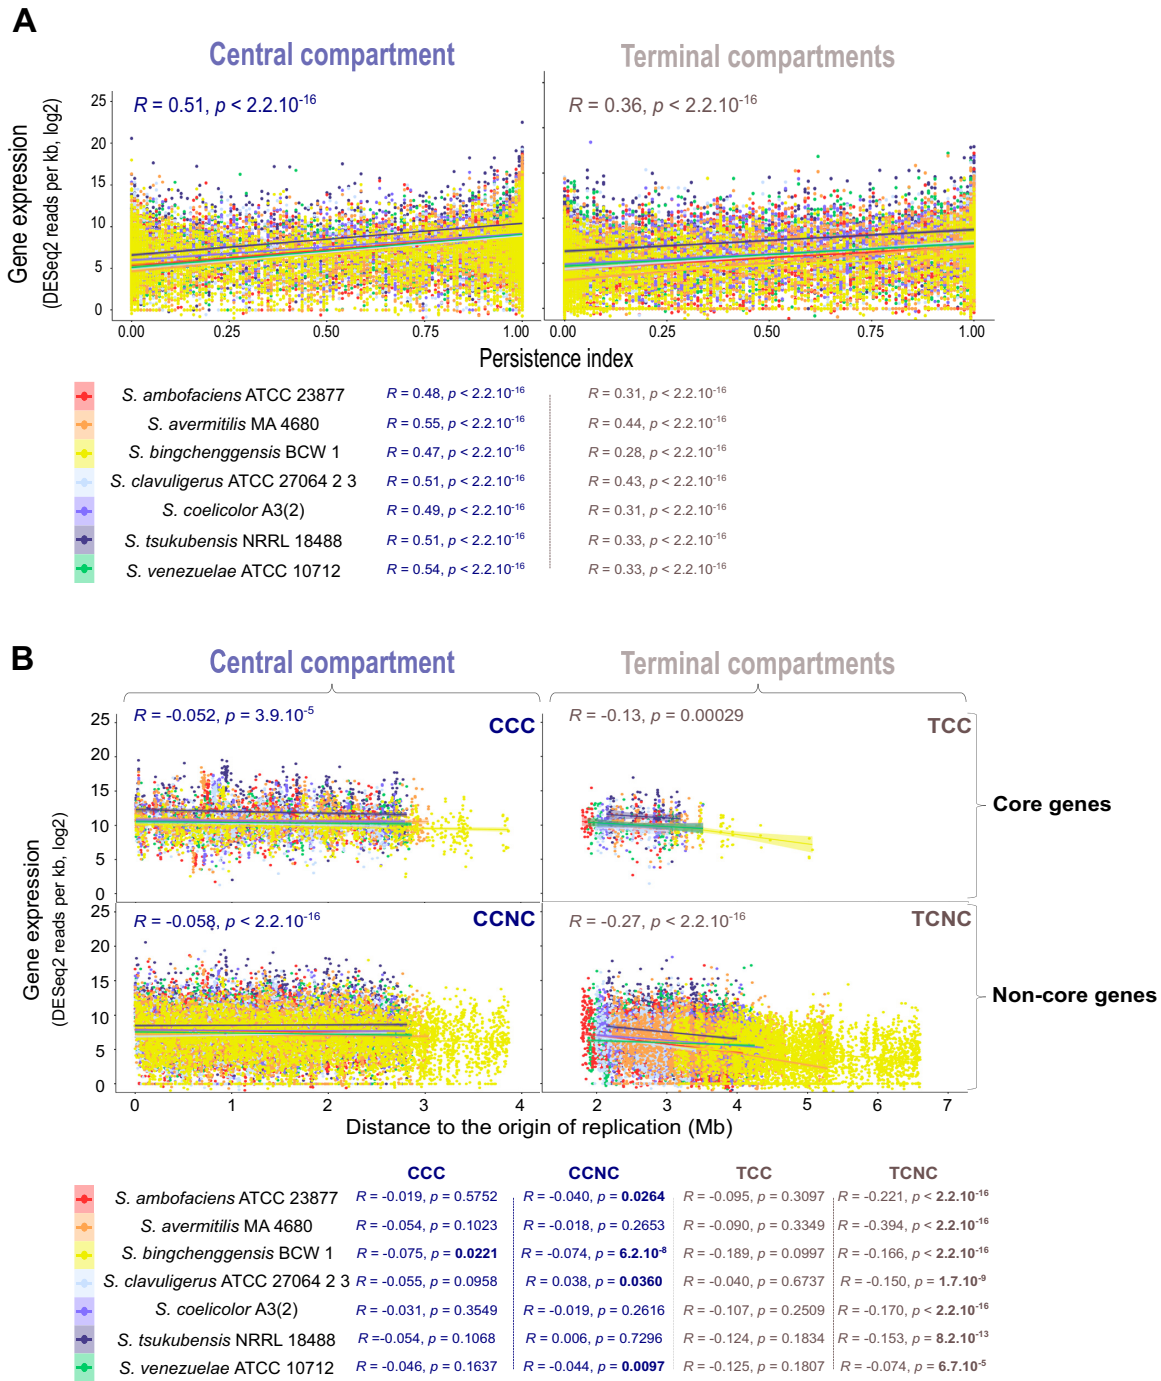 A
Central compartment Terminal compartments
R = 0.51, p < 2.2.10-16 R = 0.36, p < 2.2.10-16
Gene expression
(DESeq2 reads per kb, log2)
25
20
15
10
5
0
0.00 0.25 0.50 0.75 1.00 0.00 0.25 0.50 0.75 1.00
Persistence index
S. ambofaciens ATCC 23877 R = 0.48, p < 2.2.10-16 R = 0.31, p < 2.2.10-16
S. avermitilis MA 4680 R = 0.55, p < 2.2.10-16 R = 0.44, p < 2.2.10-16
S. bingchenggensis BCW 1 R = 0.47, p < 2.2.10-16 R = 0.28, p < 2.2.10-16
S. clavuligerus ATCC 27064 2 3 R = 0.51, p < 2.2.10-16 R = 0.43, p < 2.2.10-16
S. coelicolor A3(2) R = 0.49, p < 2.2.10-16 R = 0.31, p < 2.2.10-16
S. tsukubensis NRRL 18488 R = 0.51, p < 2.2.10-16 R = 0.33, p < 2.2.10-16
S. venezuelae ATCC 10712 R = 0.54, p < 2.2.10-16 R = 0.33, p < 2.2.10-16
B
Central compartment Terminal compartments
R = -0.052, p = 3.9.10-5 CCC R = -0.13, p = 0.00029 TCC
Core genes
Gene expression
(DESeq2 reads per kb, log2)
25
20
15
10
5
0
R = -0.058, p < 2.2.10-16 CCNC R = -0.27, p < 2.2.10-16 TCNC
Non-core genes
25
20
15
10
5
0
0 1 2 3 4 2 3 4 5 6 7
Distance to the origin of replication (Mb)
CCC CCNC TCC TCNC
S. ambofaciens ATCC 23877 R = -0.019, p = 0.5752 R = -0.040, p = 0.0264 R = -0.095, p = 0.3097 R = -0.221, p < 2.2.10-16
S. avermitilis MA 4680 R = -0.054, p = 0.1023 R = -0.018, p = 0.2653 R = -0.090, p = 0.3349 R = -0.394, p < 2.2.10-16
S. bingchenggensis BCW 1 R = -0.075, p = 0.0221 R = -0.074, p = 6.2.10-8 R = -0.189, p = 0.0997 R = -0.166, p < 2.2.10-16
S. clavuligerus ATCC 27064 2 3 R = -0.055, p = 0.0958 R = 0.038, p = 0.0360 R = -0.040, p = 0.6737 R = -0.150, p = 1.7.10-9
S. coelicolor A3(2) R = -0.031, p = 0.3549 R = -0.019, p = 0.2616 R = -0.107, p = 0.2509 R = -0.170, p < 2.2.10-16
S. tsukubensis NRRL 18488 R =-0.054, p = 0.1068 R = 0.006, p = 0.7296 R = -0.124, p = 0.1834 R = -0.153, p = 8.2.10-13
S. venezuelae ATCC 10712 R = -0.046, p = 0.1637 R = -0.044, p = 0.0097 R = -0.125, p = 0.1807 R = -0.074, p = 6.7.10-5